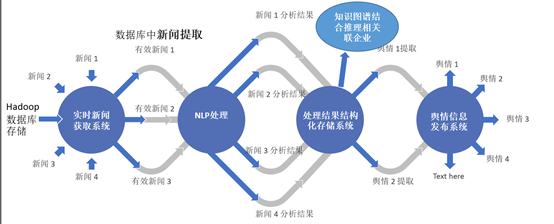 数据库中新闻提取
新闻 1 分析结果
知识图谱结
合推理相关
联企业
新闻 1
有效新闻 1
舆情 1提取
舆情 1
新闻 2
新闻 2 分析结果
舆情 2
Hadoop
数据库
存储
实时新闻
获取系统
有效新闻 2
NLP处理
处理结果结构
化存储系统
舆情信息
发布系统
舆情 3
新闻 3
新闻 3 分析结果
舆情 4
新闻 4
有效新闻 3
舆情 2 提取
Text here
新闻 4 分析结果